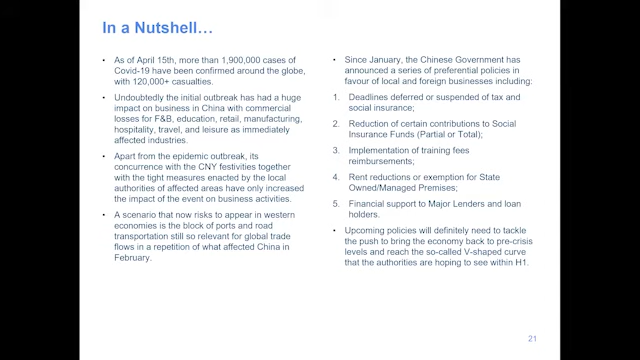 In a Nutshell…
• As of April 15th, more than 1,900,000 cases of
Covid-19 have been confirmed around the globe,
with 120,000+ casualties.
• Undoubtedly the initial outbreak has had a huge
impact on business in China with commercial
losses for F&B, education, retail, manufacturing,
hospitality, travel, and leisure as immediately
affected industries.
• Apart from the epidemic outbreak, its
concurrence with the CNY festivities together
with the tight measures enacted by the local
authorities of affected areas have only increased
the impact of the event on business activities.
• A scenario that now risks to appear in western
economies is the block of ports and road
transportation still so relevant for global trade
flows in a repetition of what affected China in
February.
• Since January, the Chinese Government has
announced a series of preferential policies in
favour of local and foreign businesses including:
1. Deadlines deferred or suspended of tax and
social insurance;
2. Reduction of certain contributions to Social
Insurance Funds (Partial or Total);
3. Implementation of training fees
reimbursements;
4. Rent reductions or exemption for State
Owned/Managed Premises;
5. Financial support to Major Lenders and loan
holders.
• Upcoming policies will definitely need to tackle
the push to bring the economy back to pre-crisis
levels and reach the so-called V-shaped curve
that the authorities are hoping to see within H1.
21